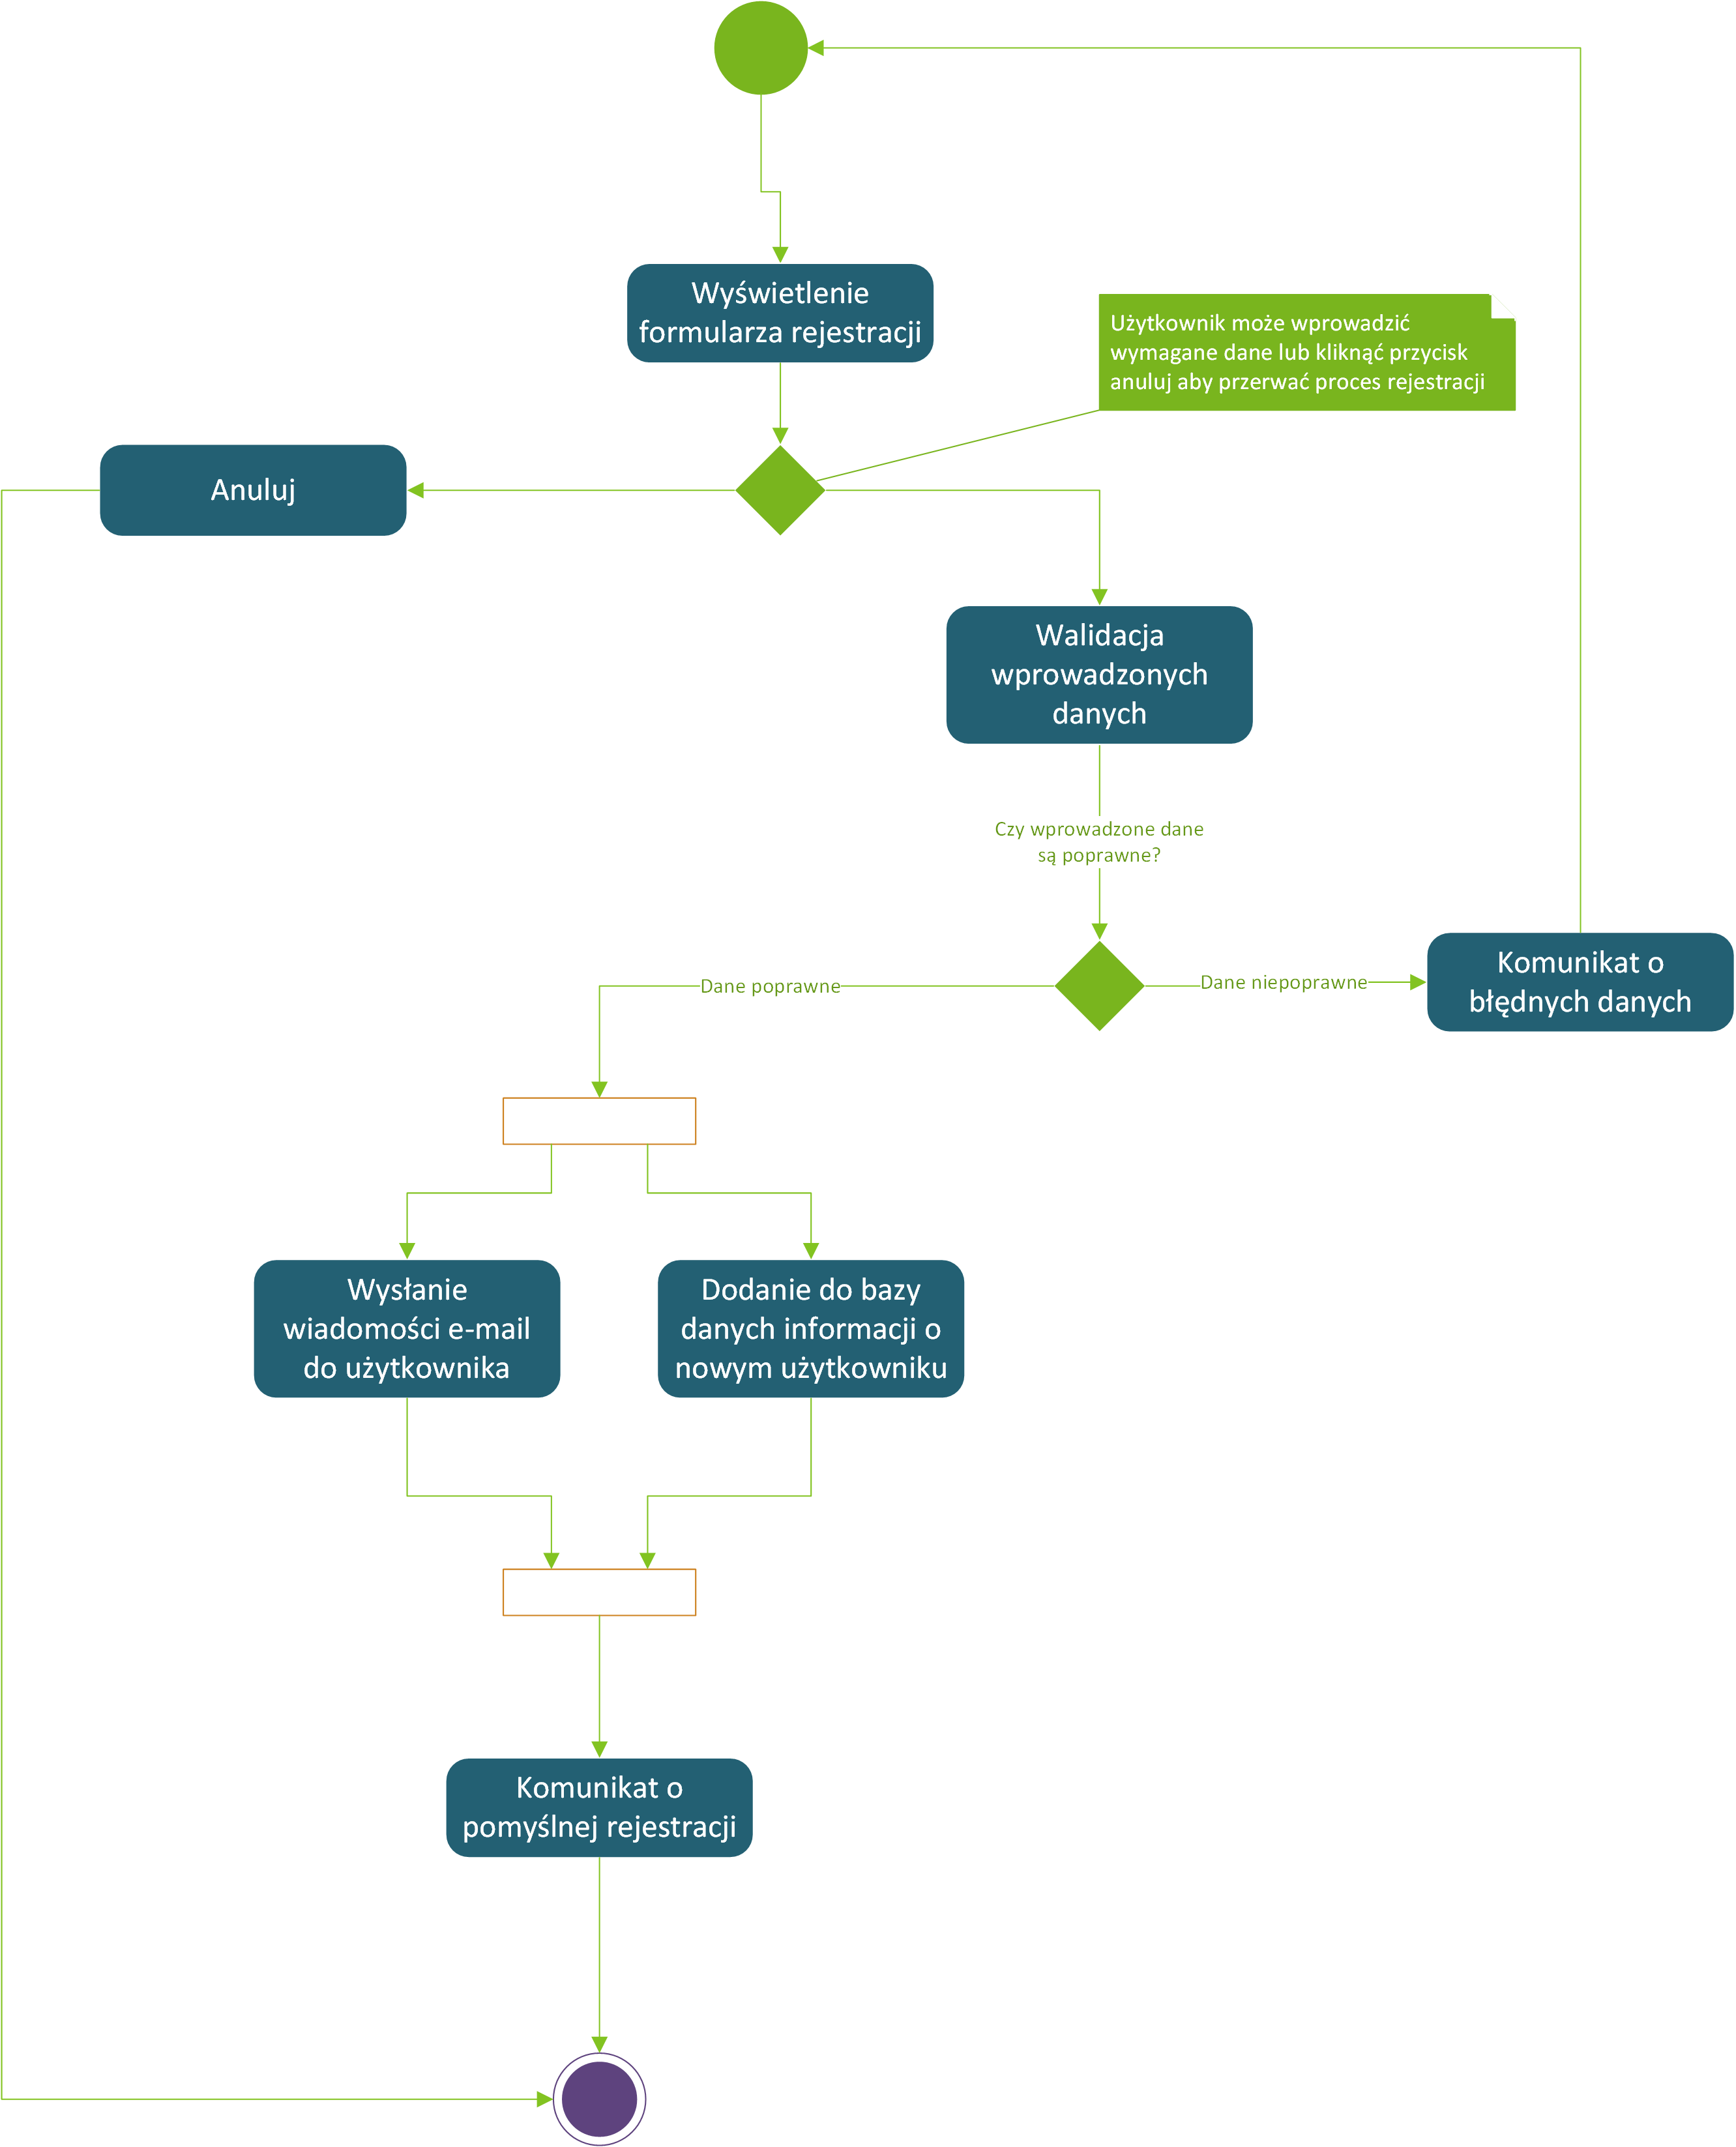 Wyświetlenie
formularza rejestracji
Użytkownik może wprowadzić
wymagane dane lub kliknąć przycisk
anuluj aby przerwać proces rejestracji
Anuluj
Walidacja
wprowadzonych
danych
Czy wprowadzone dane
są poprawne?
Dane poprawne
Dane niepoprawne
Komunikat o
błędnych danych
Wysłanie
wiadomości e-mail
do użytkownika
Dodanie do bazy
danych informacji o
nowym użytkowniku
Komunikat o
pomyślnej rejestracji